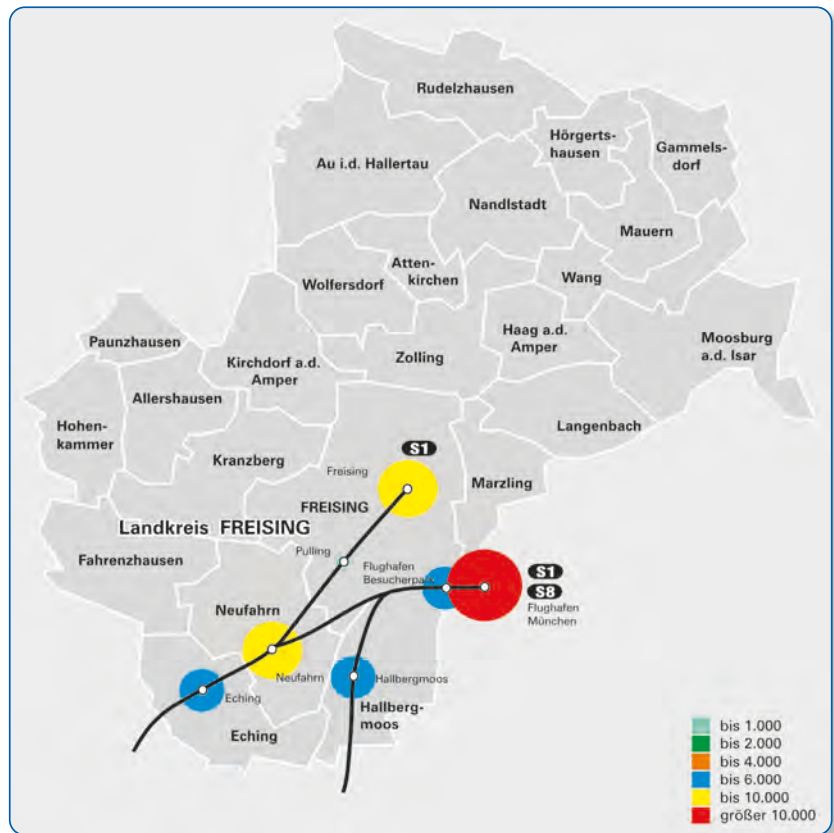 Rudelzhausen
Hörgerts-
hausen
Gammels-
dorf
Au i.d. Hallertau
Nandlstadt
Mauern
Atten-
kirchen
Wolfersdorf
Wang
Paunzhausen
Kirchdorf a.d.
Amper
Zolling
Haag a.d.
Amper
Moosburg
a.d. Isar
Allershausen
Hohen-
kammer
Langenbach
Kranzberg
S1
Freising
Marzling
FREISING
Landkreis FREISING
Fahrenzhausen
Pulling
Flughafen
Besucherpark
S1
S8
Flughafen
München
Neufahrn
Neufahrn
Hallbergmoos
Eching
Hallberg-
moos
Eching
bis 1.000
bis 2.000
bis 4.000
bis 6.000
bis 10.000
größer 10.000